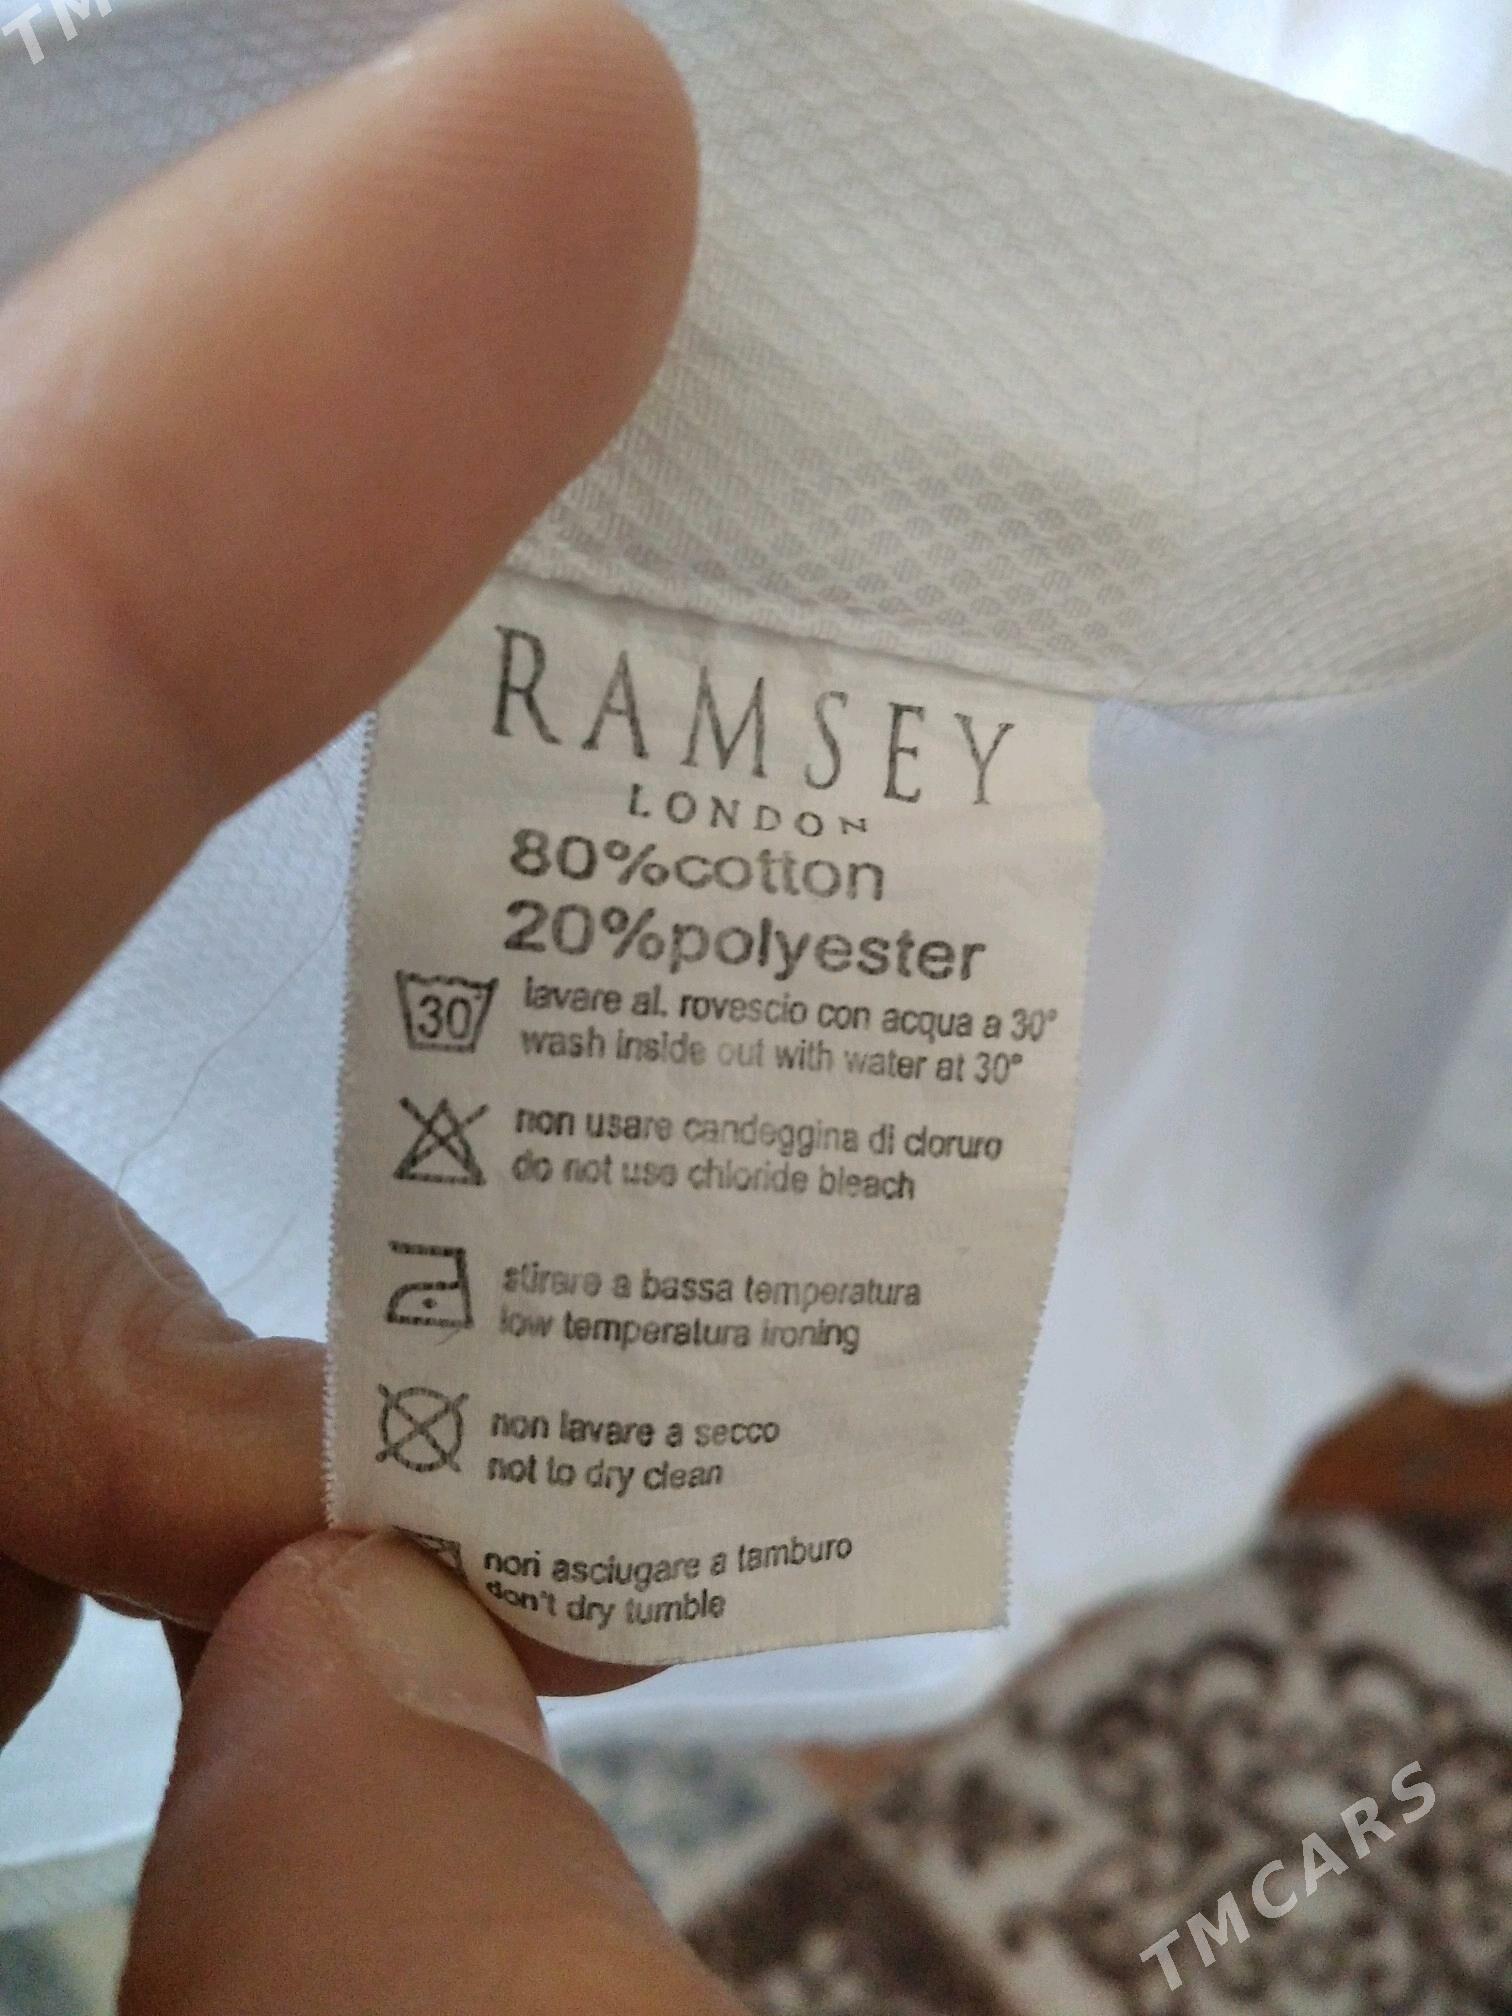 TM
RAMSEY
LONDON
80%cotton
20%polyester
30°
lavare al. rovescio con acqua a 30°
wash inside out with water at 30°
non usare candeggina di cloruro
do not use chloride bleach
stirare a bassa temperatura
low temperatura ironing
non lavare a secco
not to dry clean
non asciugare a tamburo
don't dry tumble
TMCARS